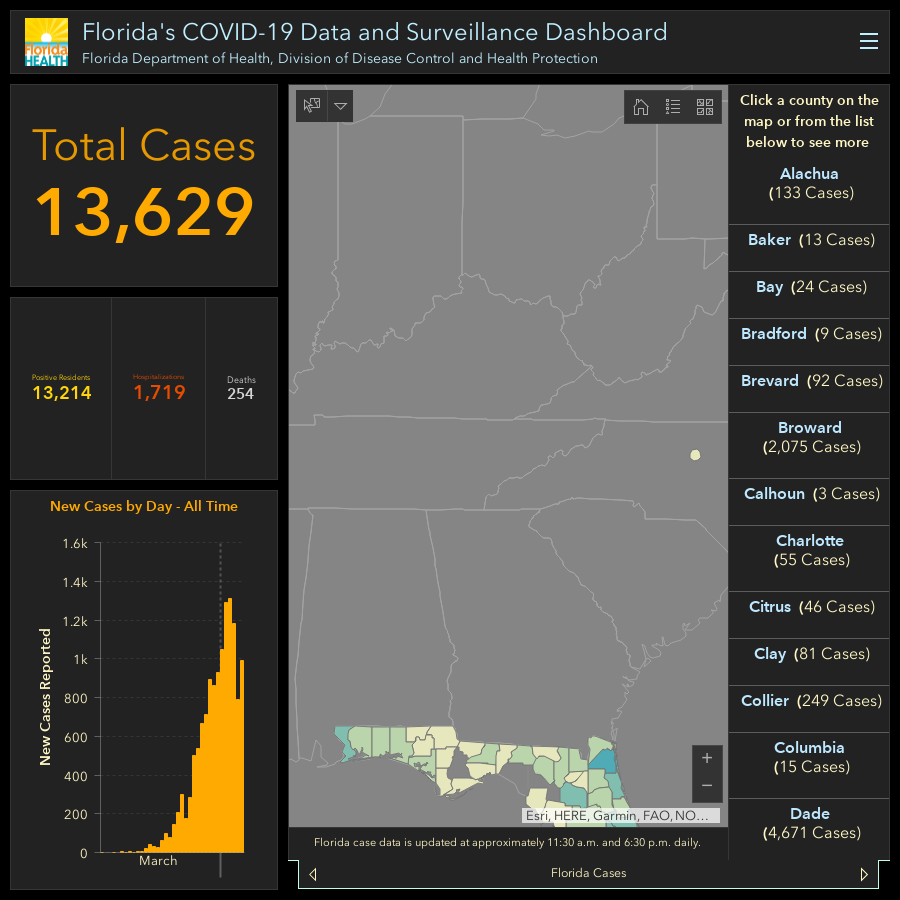 Florida
HEALTH
Florida's COVID-19 Data and Surveillance Dashboard
Florida Department of Health, Division of Disease Control and Health Protection
Total Cases
13,629
Positive Residents
13,214
Hospitalizations
1,719
Deaths
254
New Cases by Day - All Time
New Cases Reported
1.6k
1.4k
1.2k
1k
800
600
400
200
0
March
Esri, HERE, Garmin, FAO, NO...
+
−
Florida case data is updated at approximately 11:30 a.m. and 6:30 p.m. daily.
Florida Cases
Click a county on the
map or from the list
below to see more
Alachua
(133 Cases)
Baker (13 Cases)
Bay (24 Cases)
Bradford (9 Cases)
Brevard (92 Cases)
Broward
(2,075 Cases)
Calhoun (3 Cases)
Charlotte
(55 Cases)
Citrus (46 Cases)
Clay (81 Cases)
Collier (249 Cases)
Columbia
(15 Cases)
Dade
(4,671 Cases)